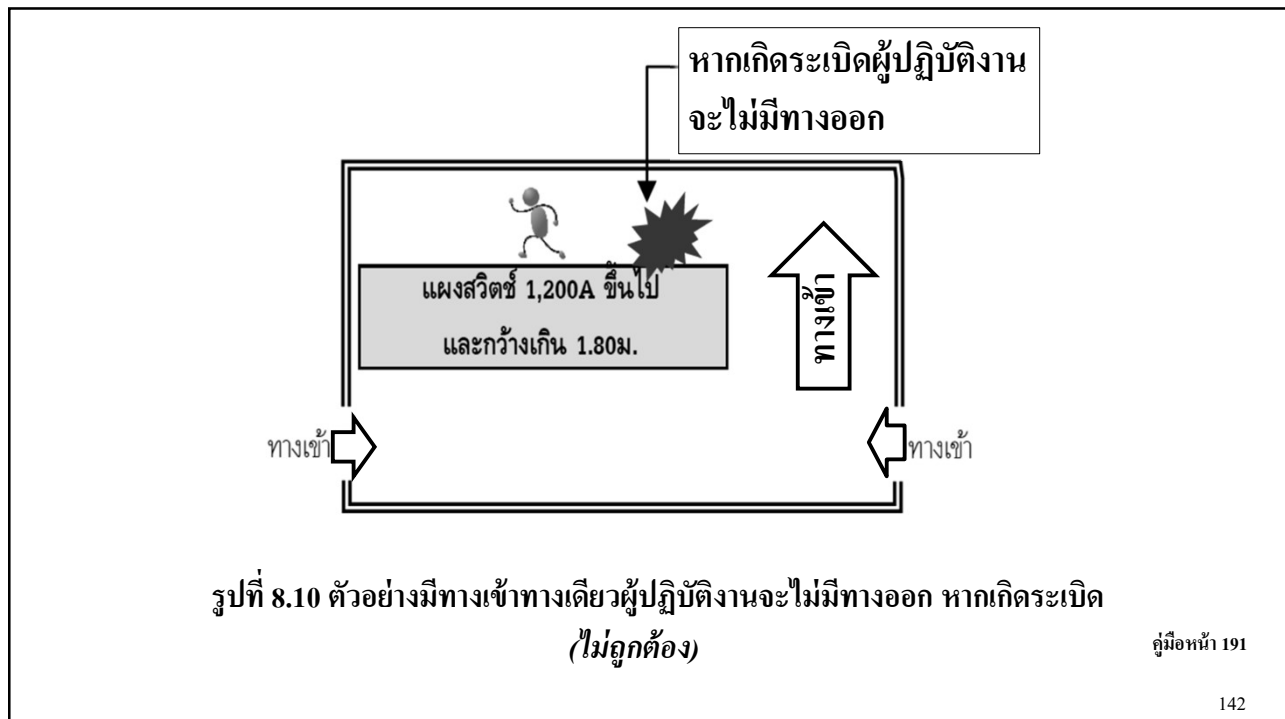 หากเกิดระเบิดผู้ปฏิบัติงาน
จะไม่มีทางออก
แผงสวิตช์ 1,200A ขึ้นไป
และกว้างเกิน 1.80ม.
ทางเข้า
ทางเข้า
ทางเข้า
รูปที่ 8.10 ตัวอย่างมีทางเข้าทางเดียวผู้ปฏิบัติงานจะไม่มีทางออก หากเกิดระเบิด
(ไม่ถูกต้อง)
คู่มือหน้า 191
142